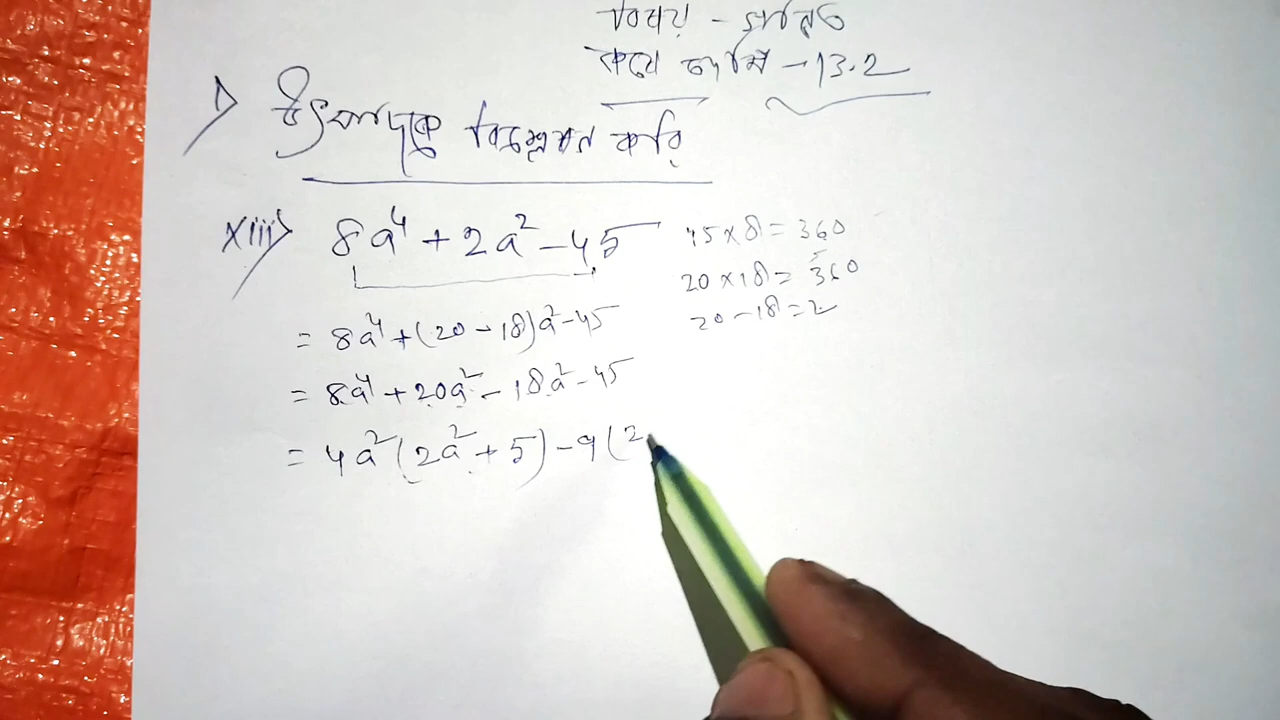 বিষয় - গণিত
কষে দেখি - 13.2
1) উৎপাদকে বিশ্লেষণ করি
xiii) 8a⁴ + 2a² - 45
45 x 8 = 360
20 x 18 = 360
20 - 18 = 2
= 8a⁴ + (20 - 18)a² - 45
= 8a⁴ + 20a² - 18a² - 45
= 4a² (2a² + 5) - 9 (2